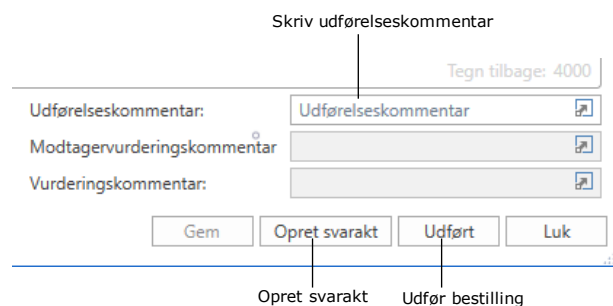 Skriv udførelseskommentar
Tegn tilbage: 4000
Udførelseskommentar: Udførelseskommentar
Modtagervurderingskommentar
Vurderingskommentar:
Gem Opret svarakt Udført Luk
Opret svarakt Udfør bestilling